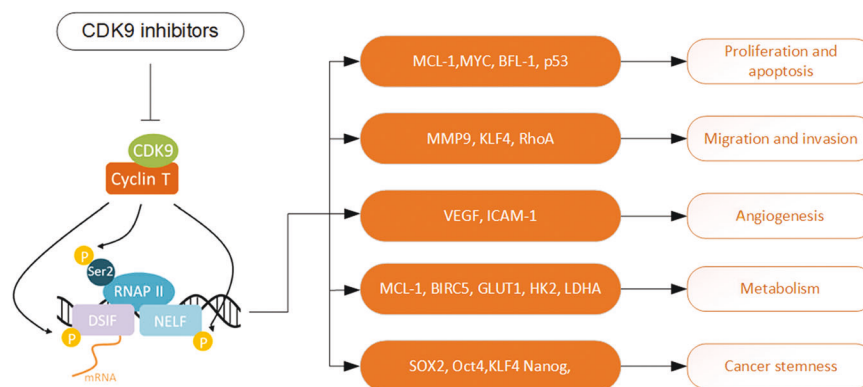 CDK9 inhibitors
CDK9
Cyclin T
P
Ser2
RNAP II
DSIF
NELF
P
P
mRNA
MCL-1,MYC, BFL-1, p53
Proliferation and
apoptosis
MMP9, KLF4, RhoA
Migration and invasion
VEGF, ICAM-1
Angiogenesis
MCL-1, BIRC5, GLUT1, HK2, LDHA
Metabolism
SOX2, Oct4,KLF4 Nanog,
Cancer stemness